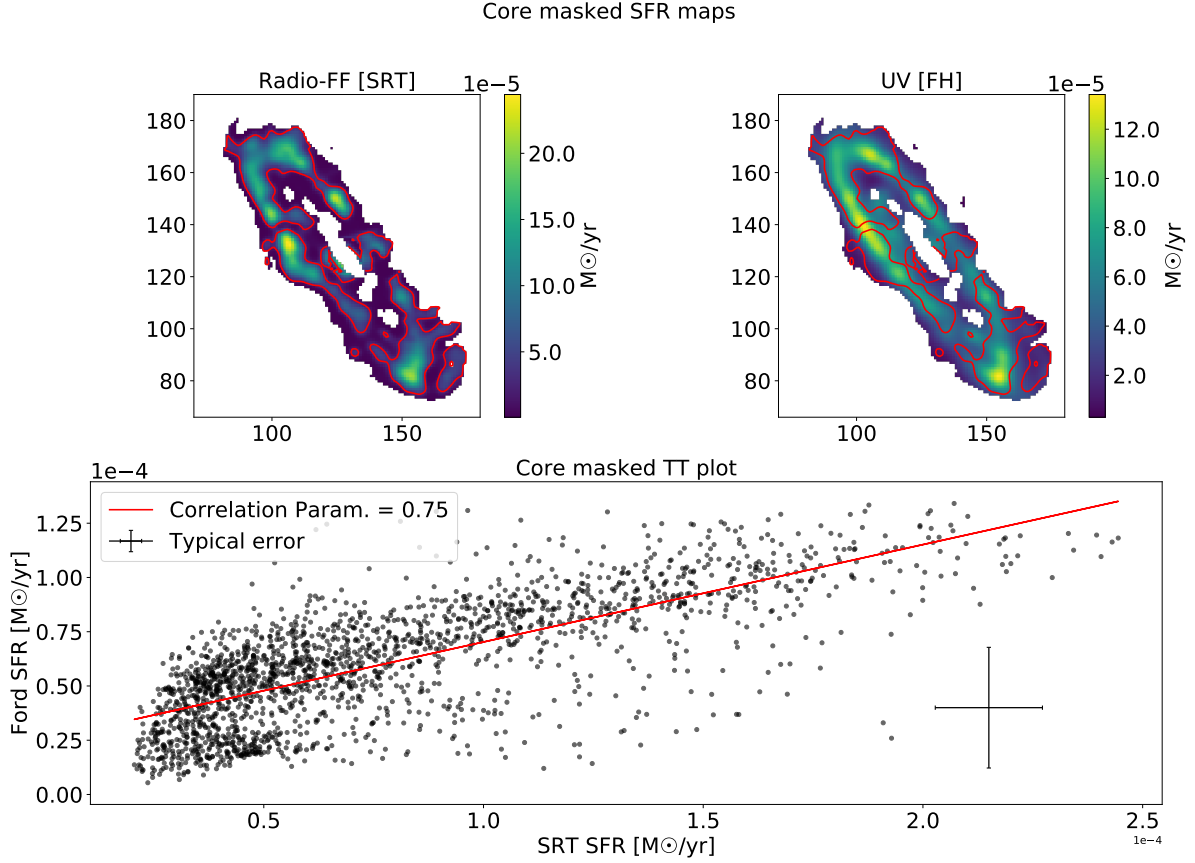 Core masked SFR maps
Radio-FF [SRT]
1e−5
180
160
140
120
100
80
100 150
20.0
15.0
10.0
5.0
M☉/yr
UV [FH]
1e−5
180
160
140
120
100
80
100 150
12.0
10.0
8.0
6.0
4.0
2.0
M☉/yr
Core masked TT plot
1e−4
Correlation Param. = 0.75
Typical error
Ford SFR [M☉/yr]
1.25
1.00
0.75
0.50
0.25
0.00
0.5 1.0 1.5 2.0 2.5
1e−4
SRT SFR [M☉/yr]